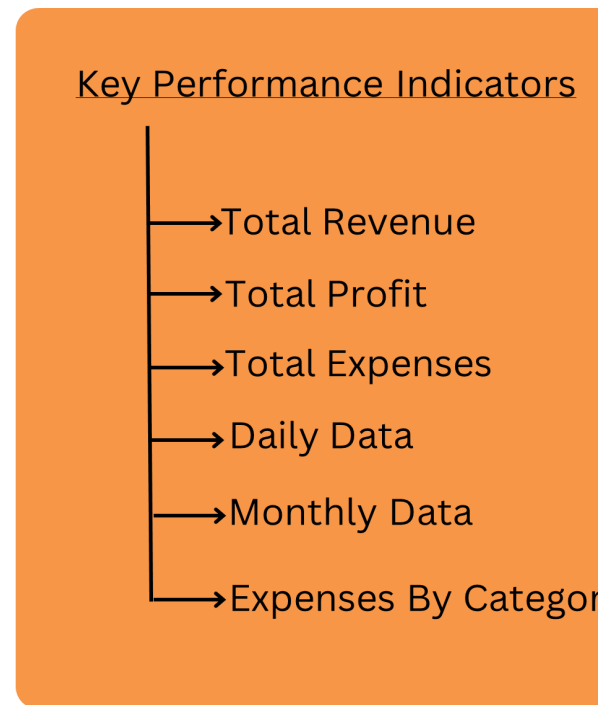 Key Performance Indicators
Total Revenue
Total Profit
Total Expenses
Daily Data
Monthly Data
Expenses By Categor